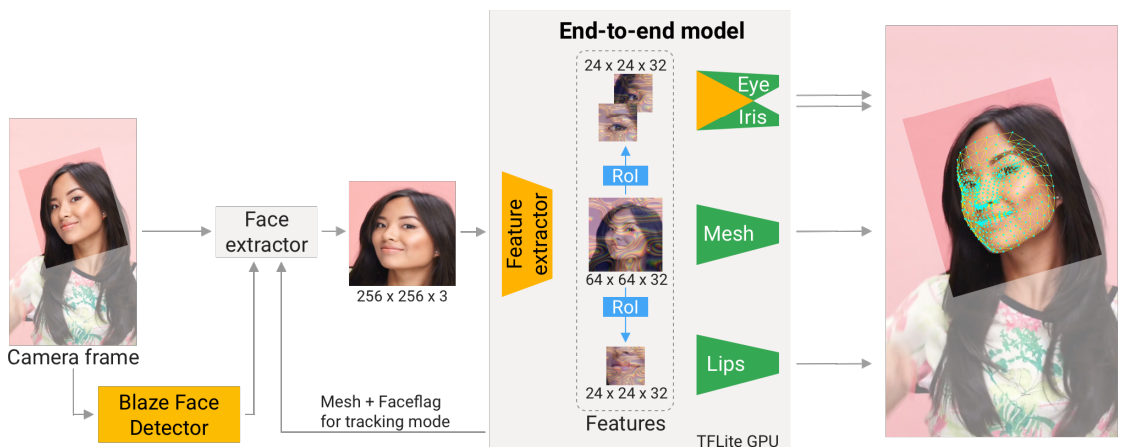 End-to-end model
24 x 24 x 32
Eye
Iris
RoI
Face
extractor
Feature
extractor
Mesh
64 x 64 x 32
256 x 256 x 3
RoI
Camera frame
Lips
24 x 24 x 32
Blaze Face
Detector
Mesh + Faceflag
for tracking mode
Features
TFLite GPU